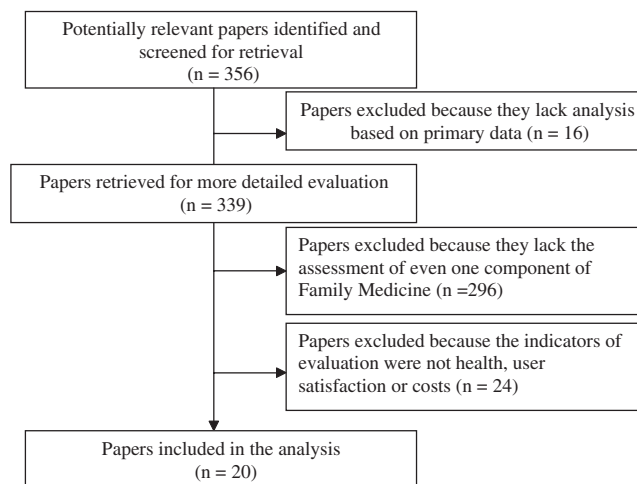 Potentially relevant papers identified and
screened for retrieval
(n = 356)
Papers excluded because they lack analysis
based on primary data (n = 16)
Papers retrieved for more detailed evaluation
(n = 339)
Papers excluded because they lack the
assessment of even one component of
Family Medicine (n =296)
Papers excluded because the indicators of
evaluation were not health, user
satisfaction or costs (n = 24)
Papers included in the analysis
(n = 20)